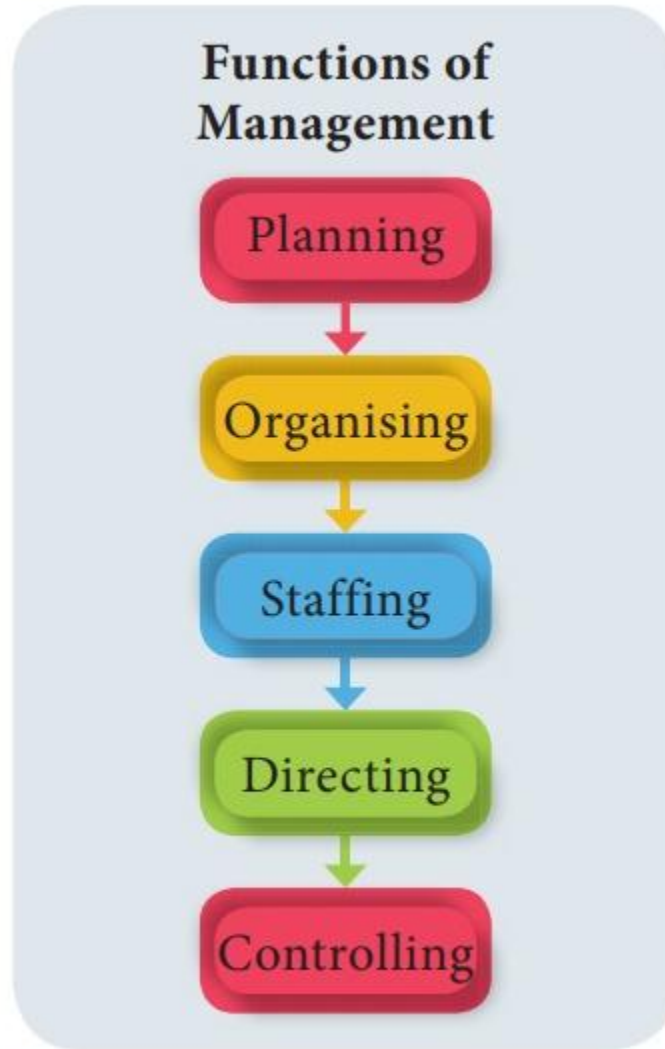 Functions of
Management
Planning
Organising
Staffing
Directing
Controlling